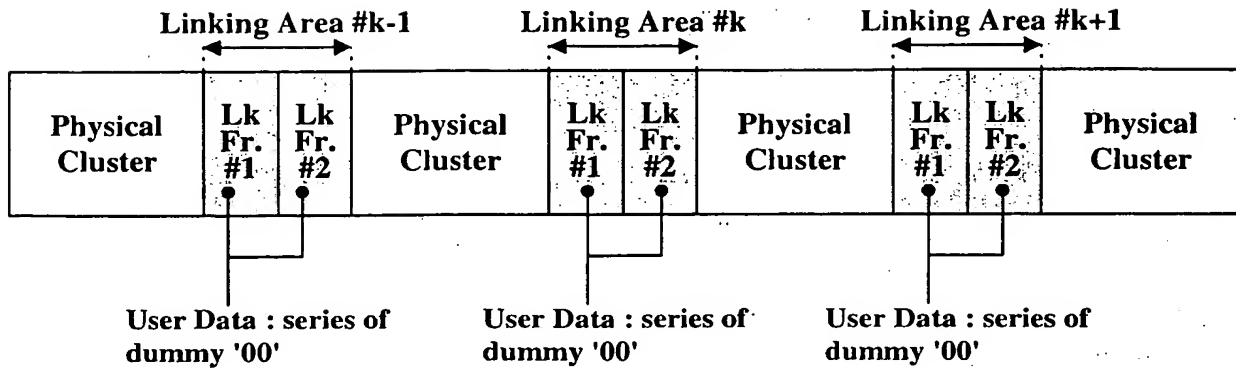 Linking Area #k-1
Linking Area #k
Linking Area #k+1
Physical
Cluster
Lk
Fr.
#1
Lk
Fr.
#2
Physical
Cluster
Lk
Fr.
#1
Lk
Fr.
#2
Physical
Cluster
Lk
Fr.
#1
Lk
Fr.
#2
Physical
Cluster
User Data : series of
dummy '00'
User Data : series of
dummy '00'
User Data : series of
dummy '00'